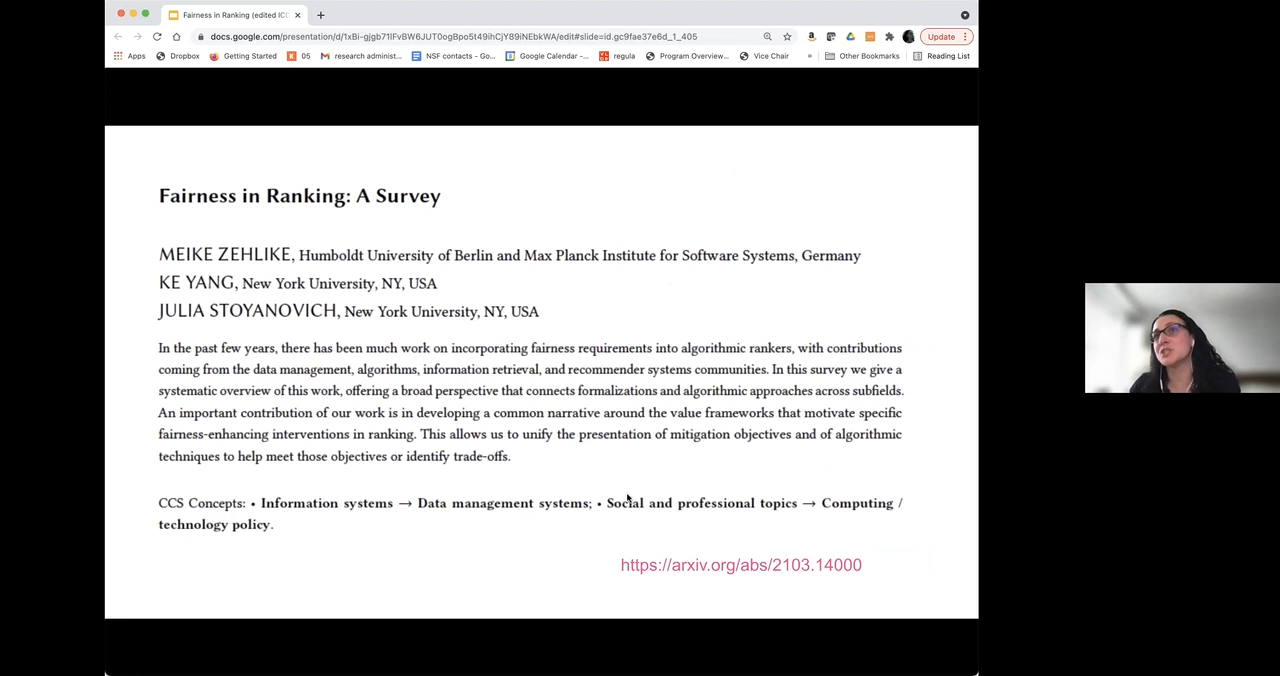 Fairness in Ranking (edited ICD
docs.google.com/presentation/d/1xBi-gjgb71IFvBW6JUT0ogBpo5t49ihCjY89iNEbkWA/edit#slide=id.gc9fae37e6d_1_405
Update
Apps Dropbox Getting Started 05 research administ... NSF contacts - Go... Google Calendar -... regula Program Overview... Vice Chair » Other Bookmarks Reading List
Fairness in Ranking: A Survey
MEIKE ZEHLIKE, Humboldt University of Berlin and Max Planck Institute for Software Systems, Germany
KE YANG, New York University, NY, USA
JULIA STOYANOVICH, New York University, NY, USA
In the past few years, there has been much work on incorporating fairness requirements into algorithmic rankers, with contributions
coming from the data management, algorithms, information retrieval, and recommender systems communities. In this survey we give a
systematic overview of this work, offering a broad perspective that connects formalizations and algorithmic approaches across subfields.
An important contribution of our work is in developing a common narrative around the value frameworks that motivate specific
fairness-enhancing interventions in ranking. This allows us to unify the presentation of mitigation objectives and of algorithmic
techniques to help meet those objectives or identify trade-offs.
CCS Concepts: • Information systems → Data management systems; • Social and professional topics → Computing /
technology policy.
https://arxiv.org/abs/2103.14000